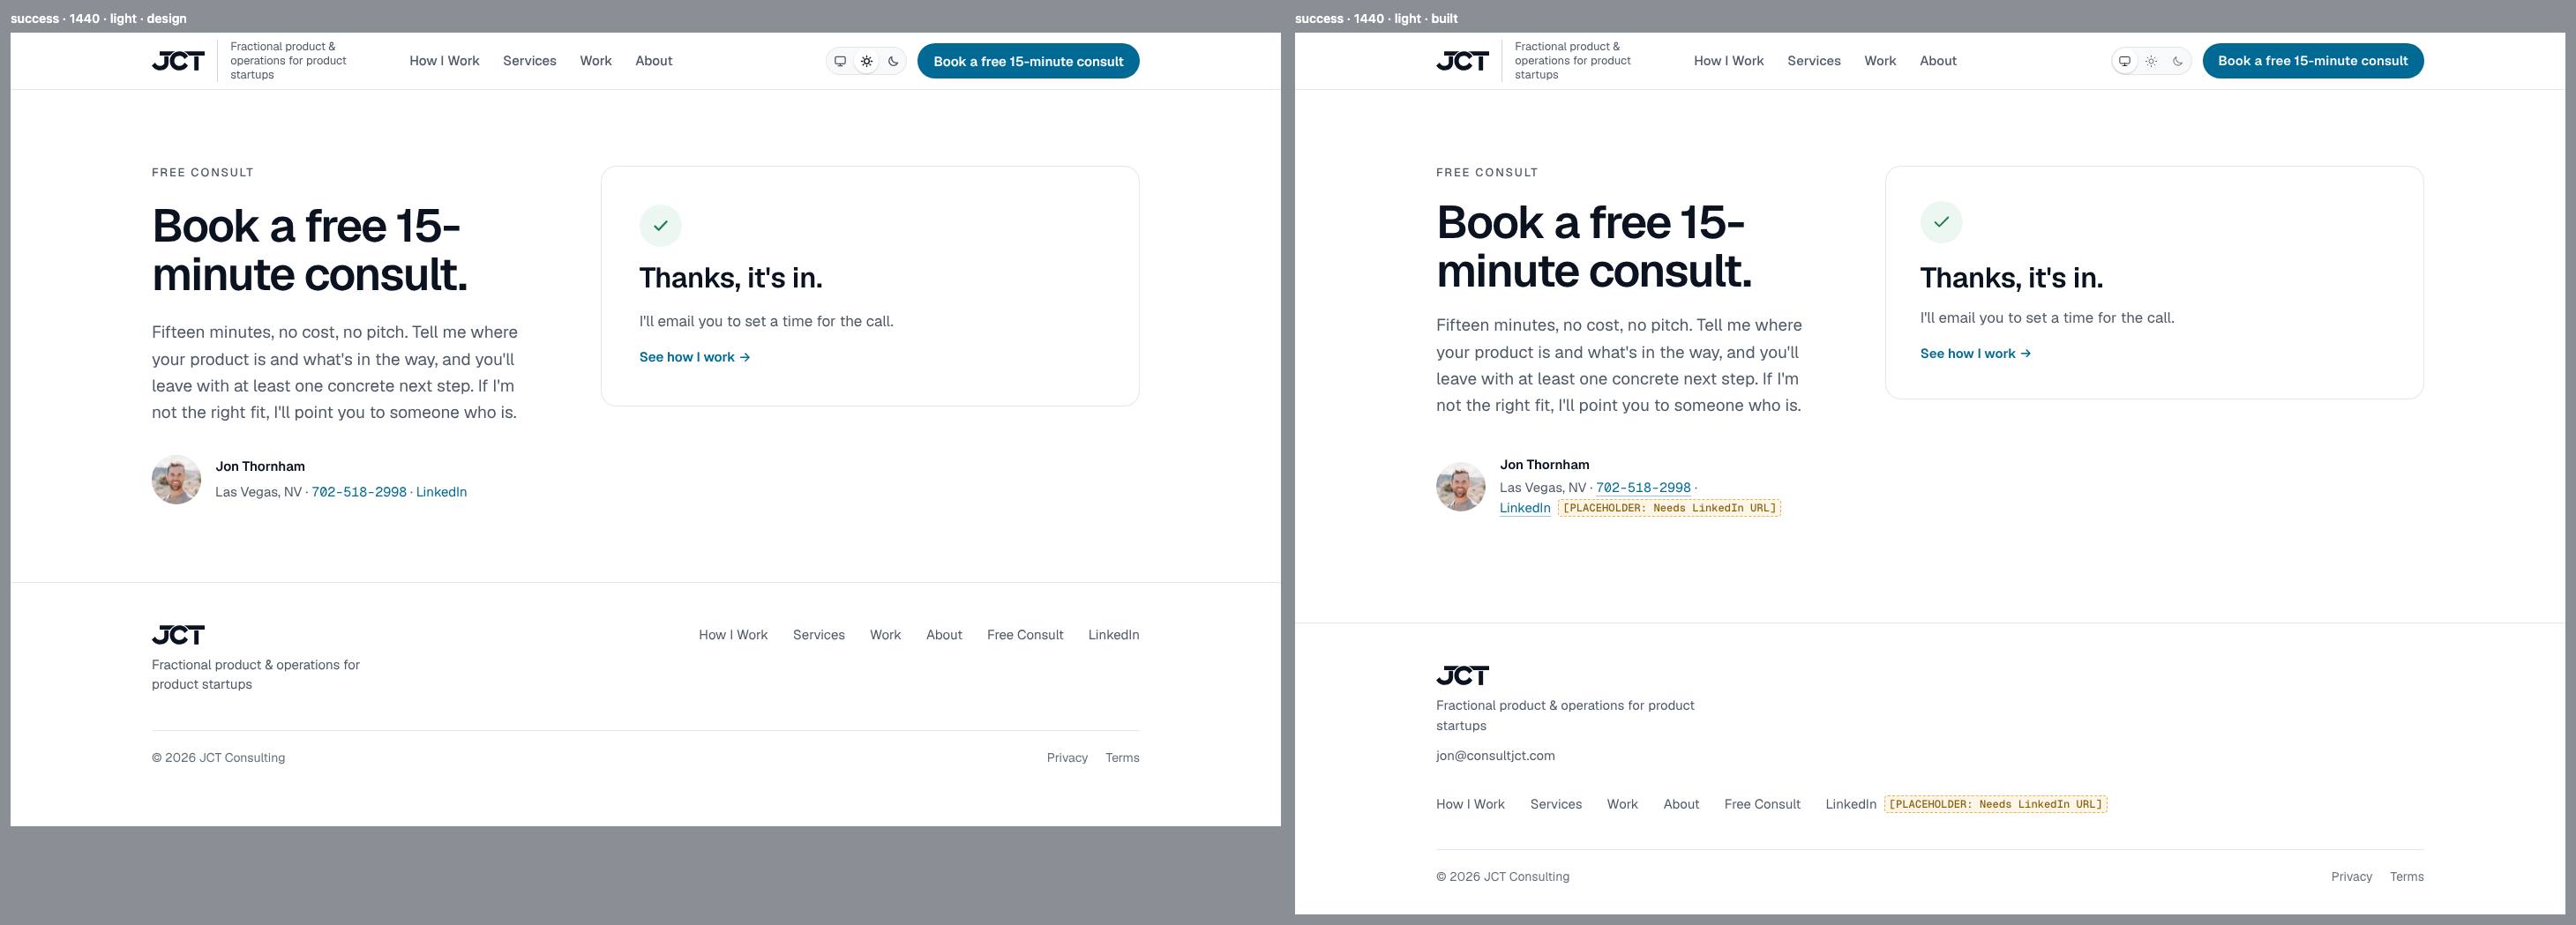 success · 1440 · light · design
JCT
Fractional product &
operations for product
startups
How I Work
Services
Work
About
Book a free 15-minute consult
FREE CONSULT
Book a free 15-
minute consult.
Fifteen minutes, no cost, no pitch. Tell me where
your product is and what's in the way, and you'll
leave with at least one concrete next step. If I'm
not the right fit, I'll point you to someone who is.
Jon Thornham
Las Vegas, NV · 702-518-2998 · LinkedIn
Thanks, it's in.
I'll email you to set a time for the call.
See how I work →
JCT
Fractional product & operations for
product startups
How I Work
Services
Work
About
Free Consult
LinkedIn
© 2026 JCT Consulting
Privacy
Terms
success · 1440 · light · built
JCT
Fractional product &
operations for product
startups
How I Work
Services
Work
About
Book a free 15-minute consult
FREE CONSULT
Book a free 15-
minute consult.
Fifteen minutes, no cost, no pitch. Tell me where
your product is and what's in the way, and you'll
leave with at least one concrete next step. If I'm
not the right fit, I'll point you to someone who is.
Jon Thornham
Las Vegas, NV · 702-518-2998 ·
LinkedIn [PLACEHOLDER: Needs LinkedIn URL]
Thanks, it's in.
I'll email you to set a time for the call.
See how I work →
JCT
Fractional product & operations for product
startups
jon@consultjct.com
How I Work
Services
Work
About
Free Consult
LinkedIn [PLACEHOLDER: Needs LinkedIn URL]
© 2026 JCT Consulting
Privacy
Terms